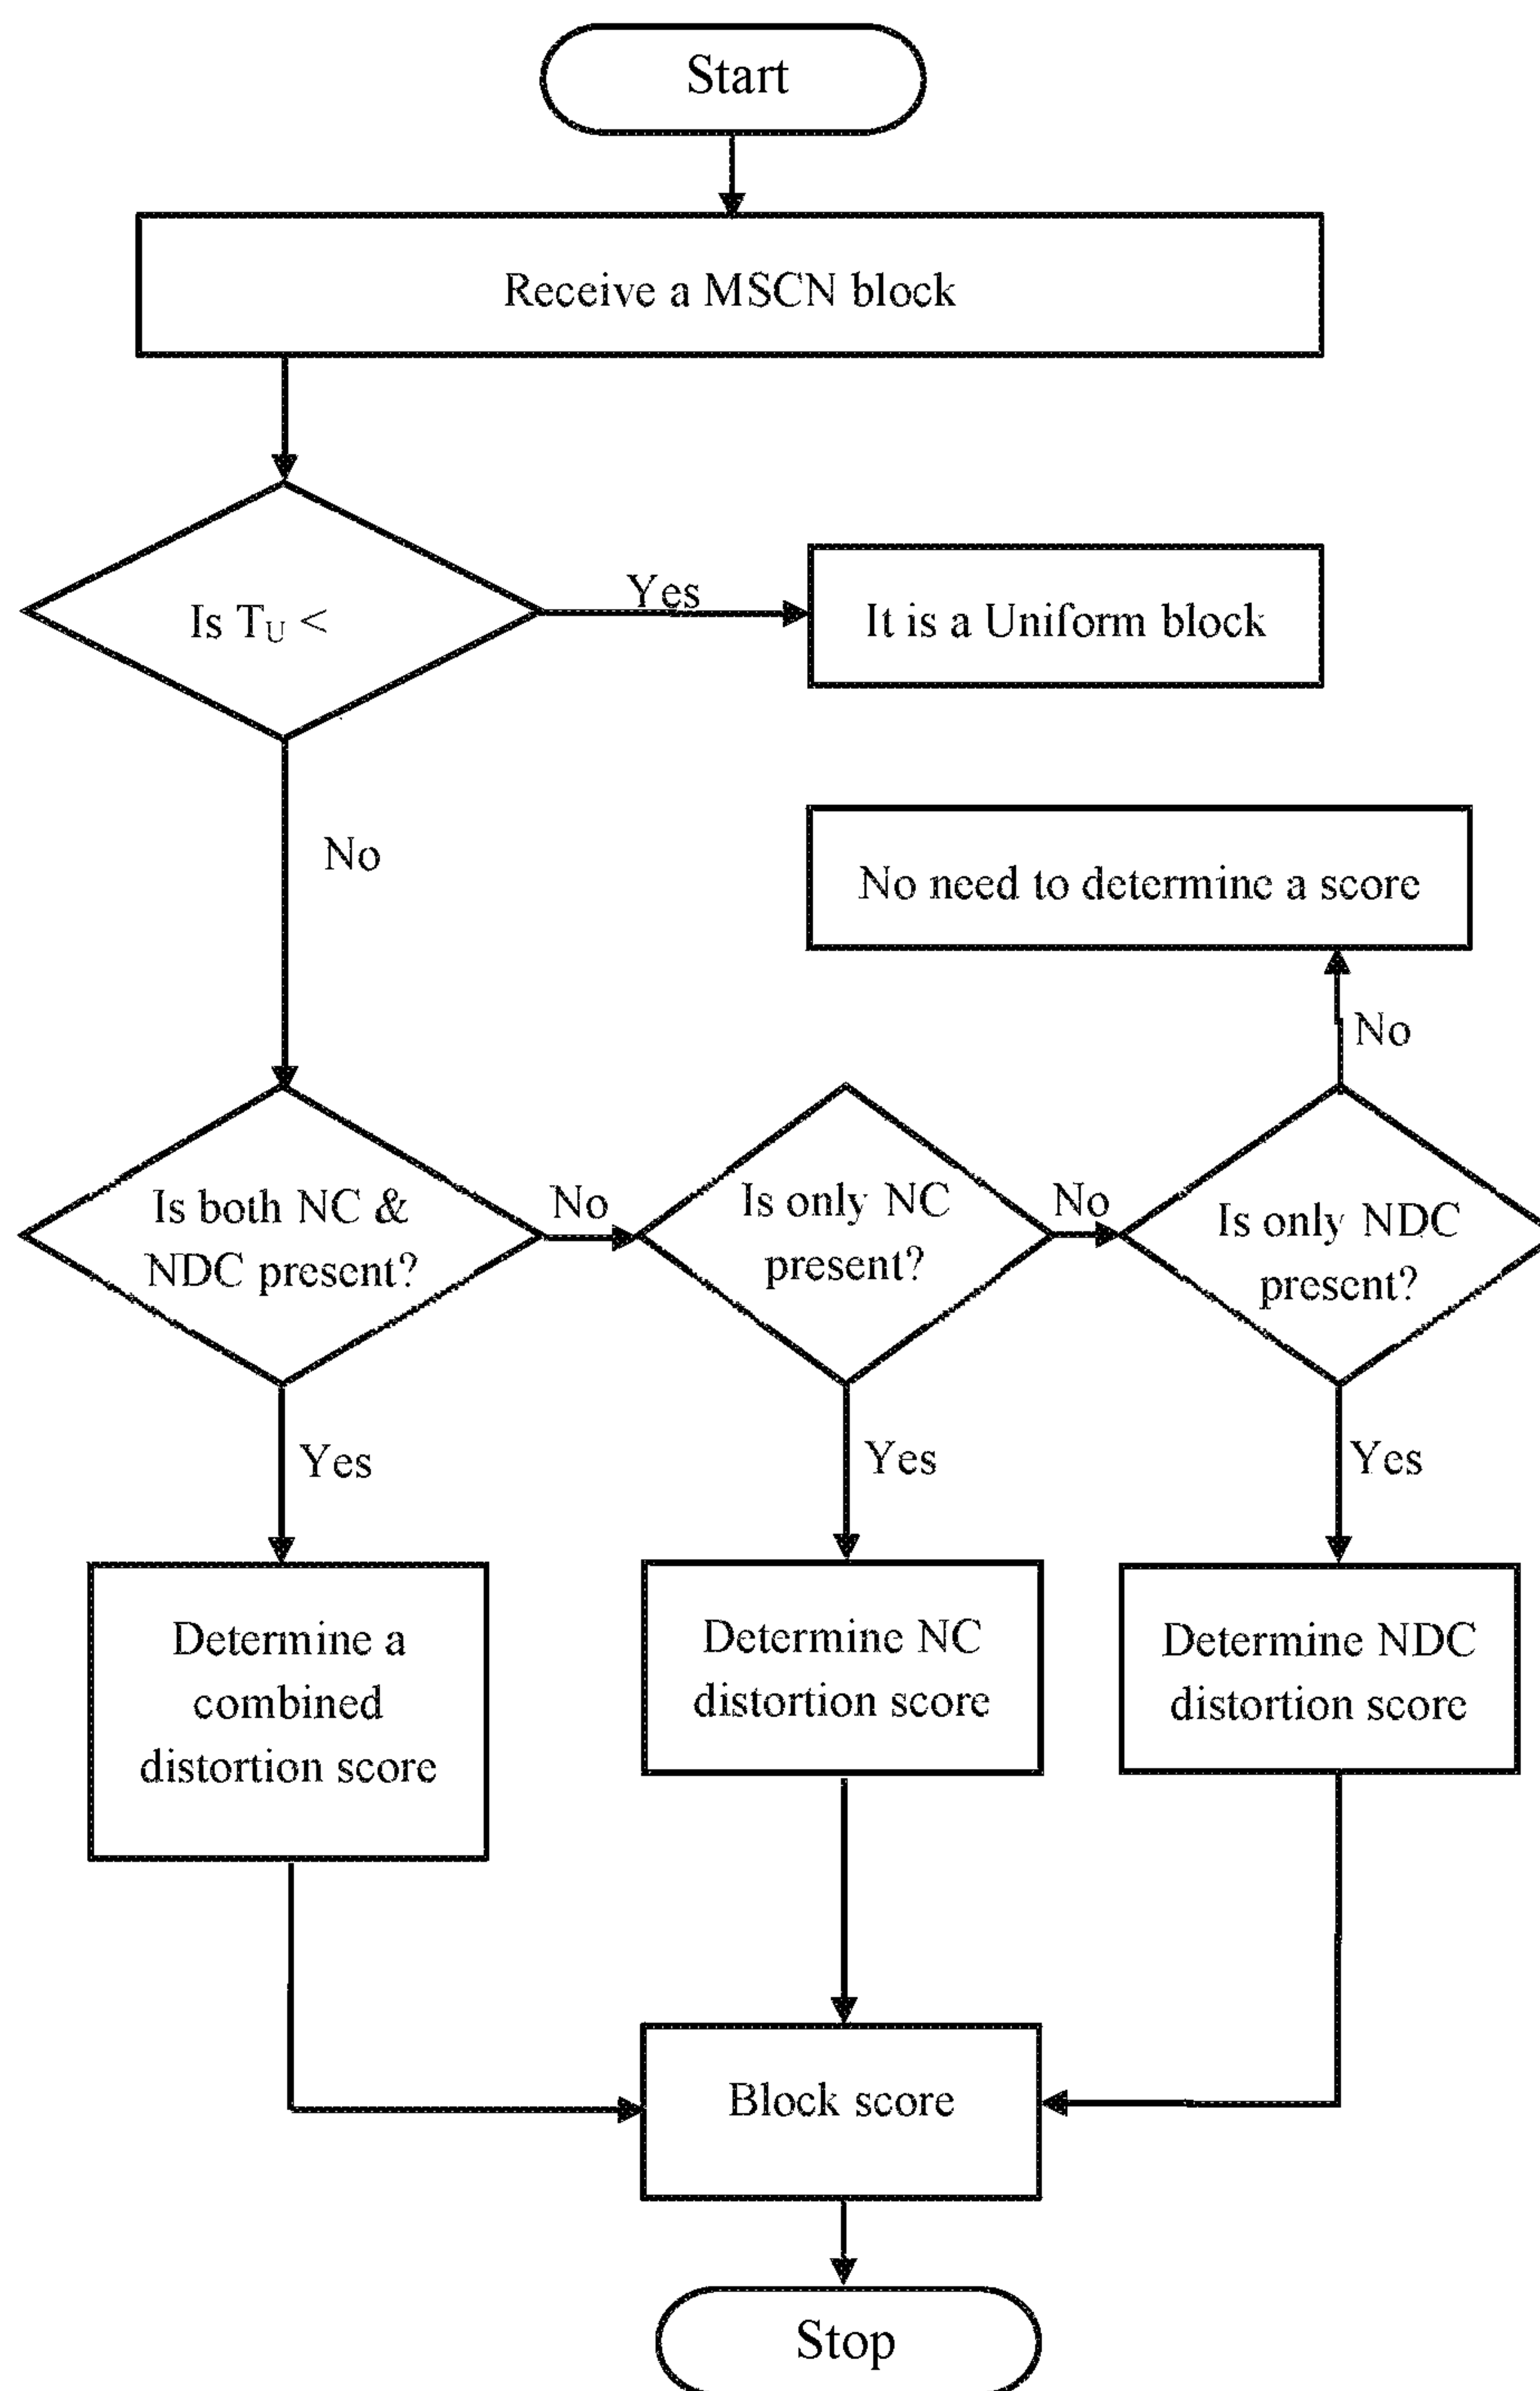 Start
Receive a MSCN block
Is TU <
Yes
It is a Uniform block
No
No need to determine a score
No
Is both NC &
NDC present?
No
Is only NC
present?
No
Is only NDC
present?
Yes
Yes
Yes
Determine a
combined
distortion score
Determine NC
distortion score
Determine NDC
distortion score
Block score
Stop